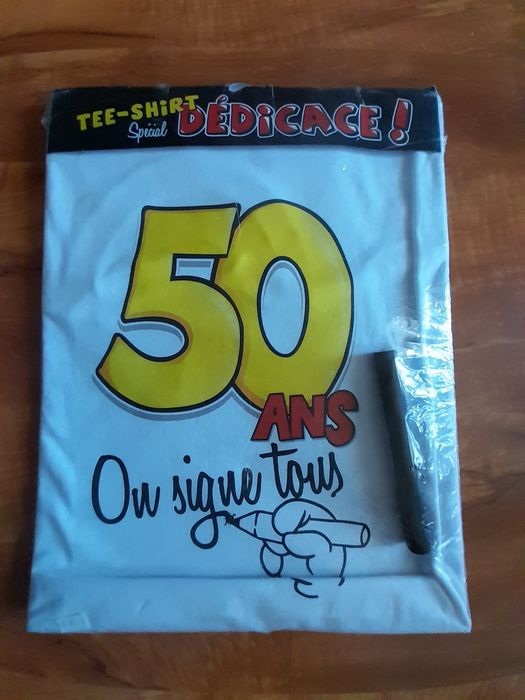 TEE-SHIRT
Spécial DÉDICACE !
50
ANS
On signe tous